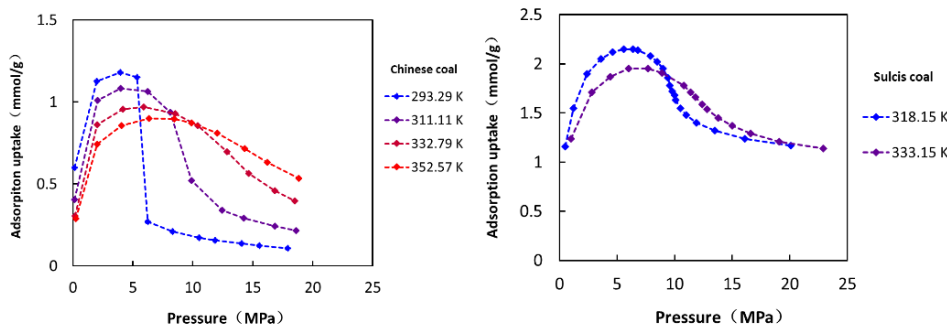 1.5
1
0.5
0
0 5 10 15 20 25
Adsorpiton uptake (mmol/g)
Pressure（MPa）
Chinese coal
293.29 K
311.11 K
332.79 K
352.57 K
2.5
2
1.5
1
0.5
0
0 5 10 15 20 25
Adsorption uptake（mmol/g）
Pressure（MPa）
Sulcis coal
318.15 K
333.15 K